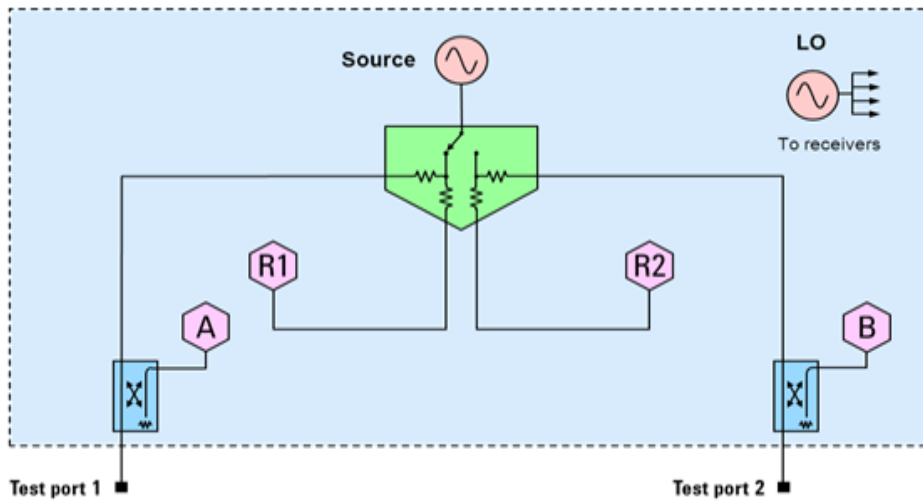 Source
LO
To receivers
R1
R2
A
B
Test port 1
Test port 2